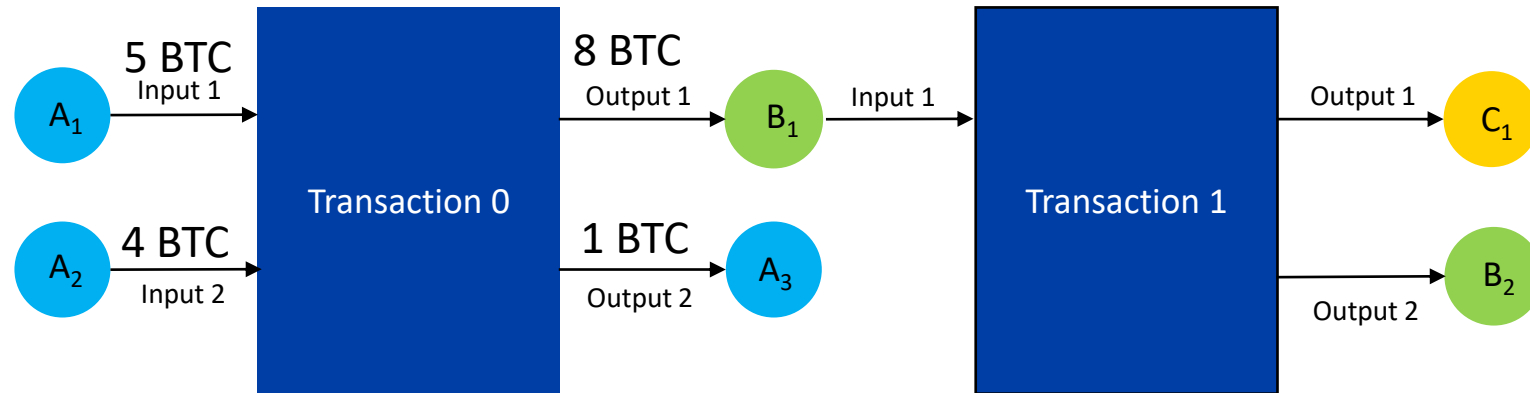 5 BTC
Input 1
A₁
4 BTC
Input 2
A₂
Transaction 0
8 BTC
Output 1
B₁
1 BTC
Output 2
A₃
Input 1
Transaction 1
Output 1
C₁
B₂
Output 2